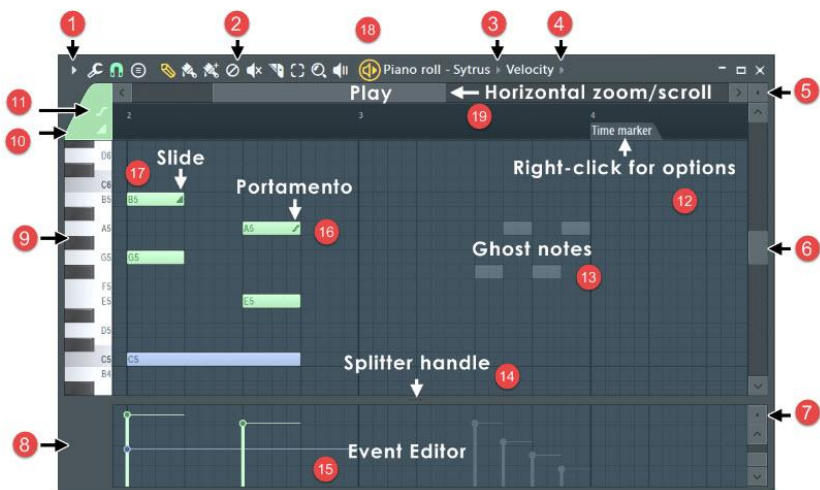 1
2
18
3
4
Piano roll - Sytrus
Velocity
5
11
Play
Horizontal zoom/scroll
10
2
3
19
4
Time marker
D6
17
Slide
Right-click for options
C6
Portamento
12
B5
B5
9
A5
A5
16
6
G5
G5
Ghost notes
13
F5
E5
E5
D5
Splitter handle
14
C5
C5
B4
7
8
Event Editor
15